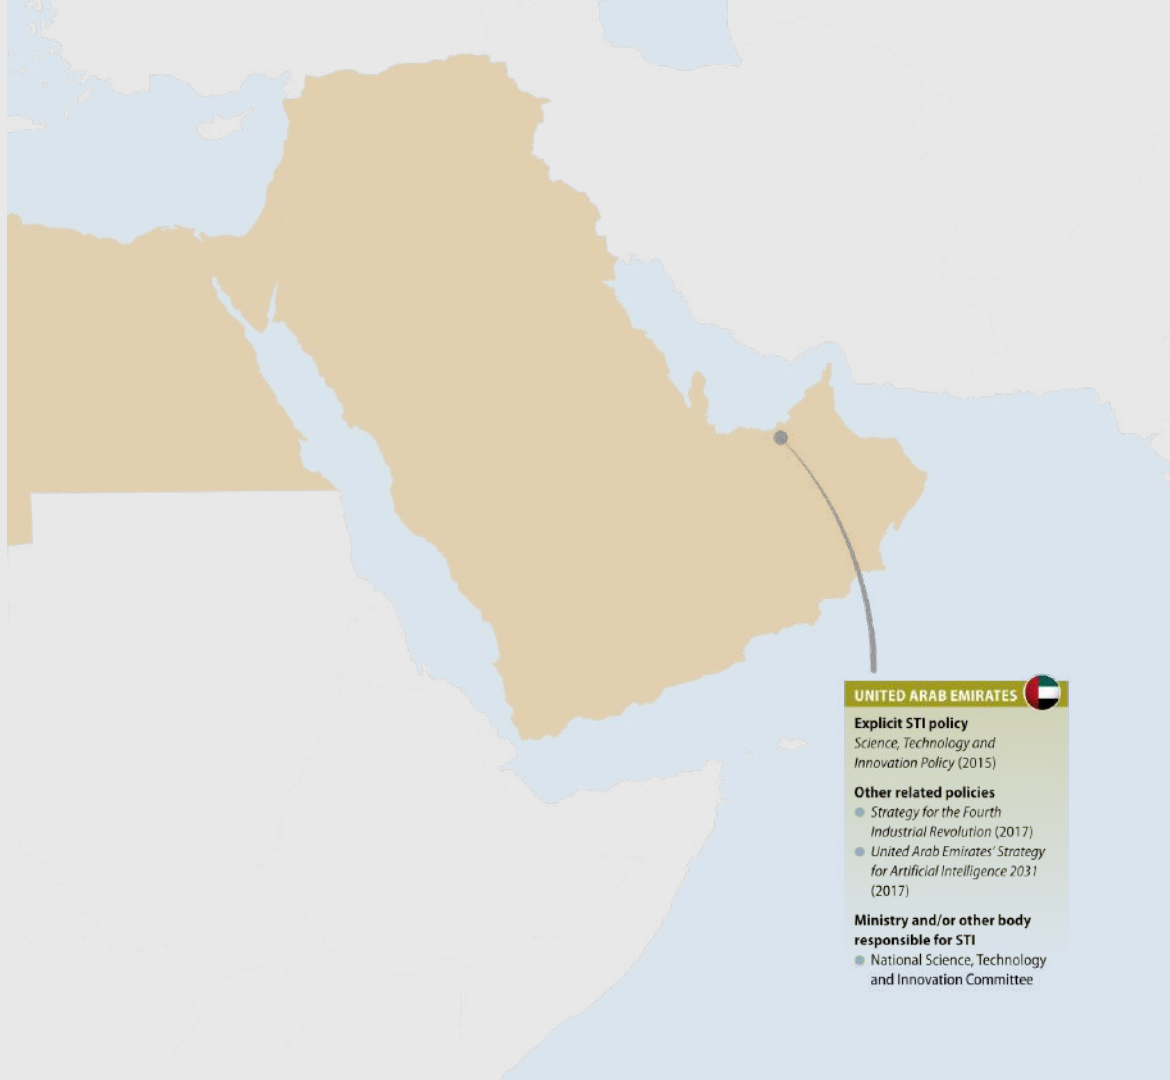 UNITED ARAB EMIRATES
Explicit STI policy
Science, Technology and
Innovation Policy (2015)
Other related policies
Strategy for the Fourth
Industrial Revolution (2017)
United Arab Emirates' Strategy
for Artificial Intelligence 2031
(2017)
Ministry and/or other body
responsible for STI
National Science, Technology
and Innovation Committee